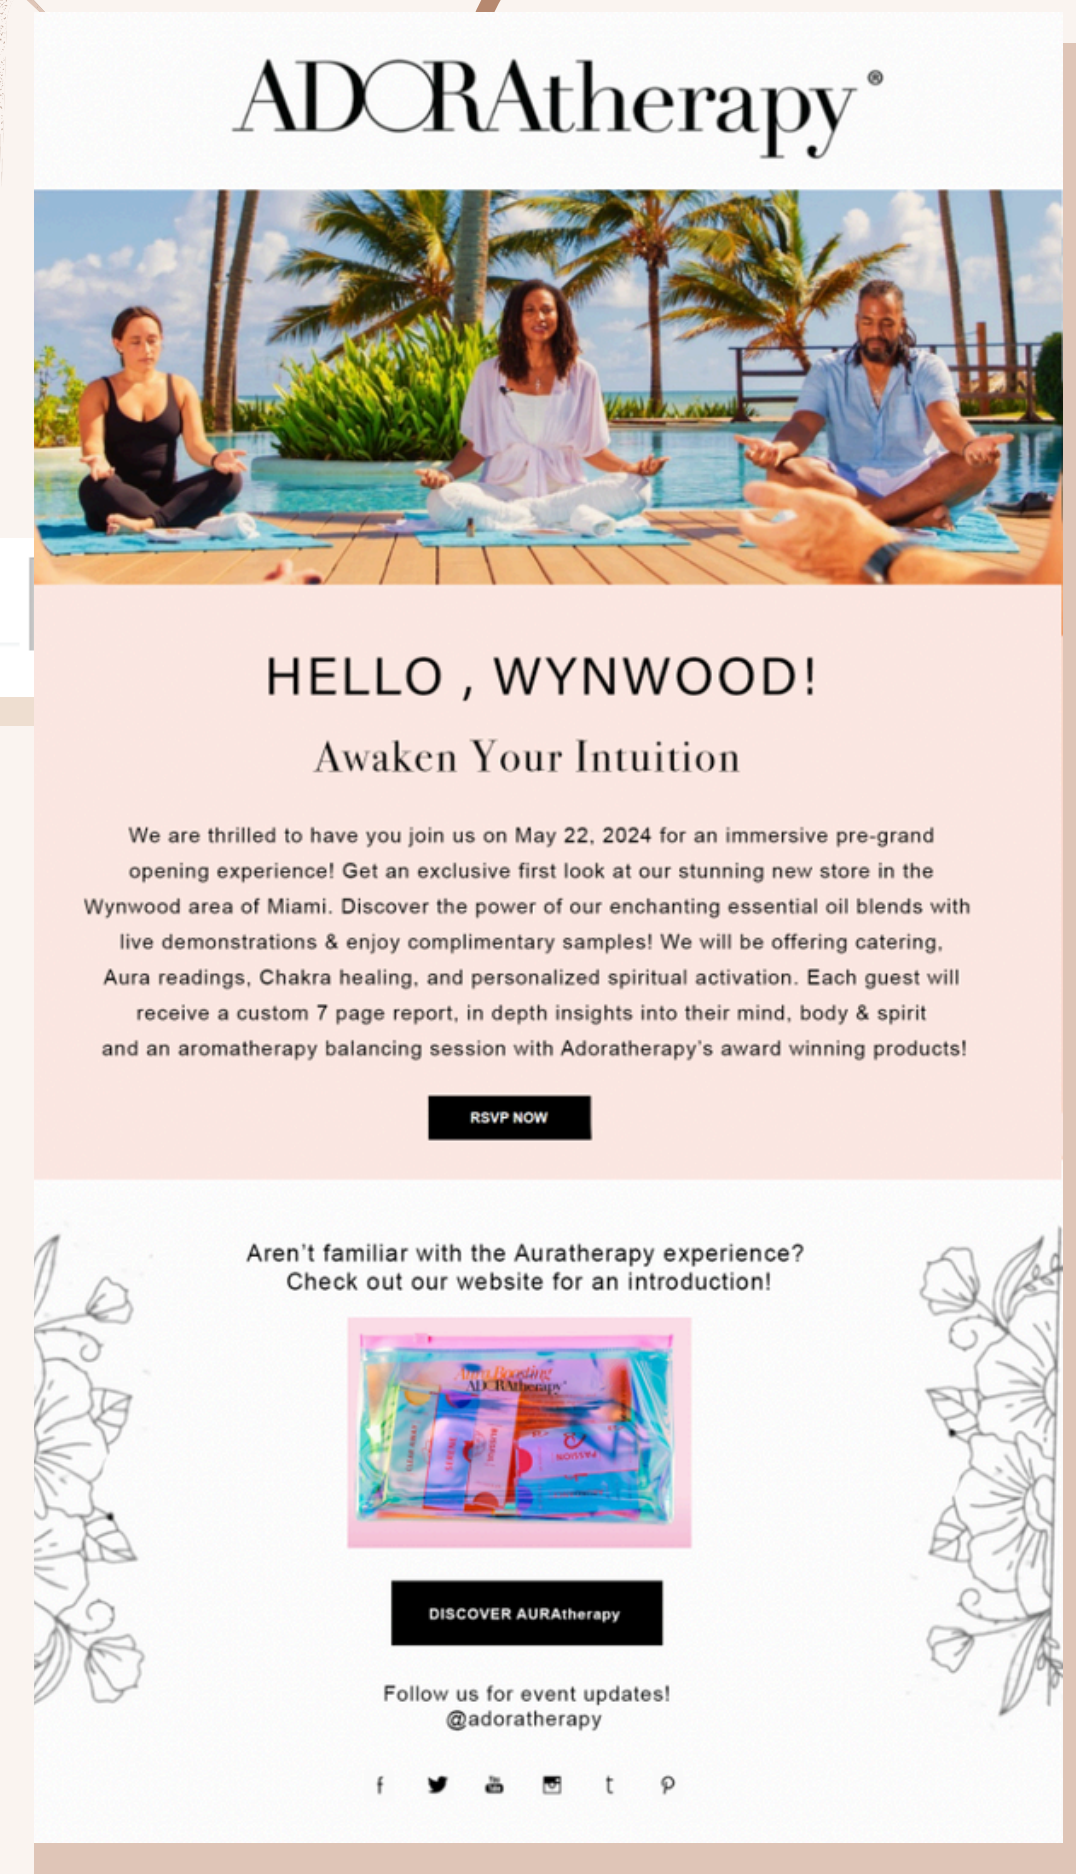 ADORAtherapy®
HELLO , WYNWOOD!
Awaken Your Intuition
We are thrilled to have you join us on May 22, 2024 for an immersive pre-grand
opening experience! Get an exclusive first look at our stunning new store in the
Wynwood area of Miami. Discover the power of our enchanting essential oil blends with
live demonstrations & enjoy complimentary samples! We will be offering catering,
Aura readings, Chakra healing, and personalized spiritual activation. Each guest will
receive a custom 7 page report, in depth insights into their mind, body & spirit
and an aromatherapy balancing session with Adoratherapy's award winning products!
RSVP NOW
Aren't familiar with the Auratherapy experience?
Check out our website for an introduction!
Aura Boosting
ADORAtherapy
CLEAR AWAY
SERENE
PASSION
DISCOVER AURAtherapy
Follow us for event updates!
@adoratherapy